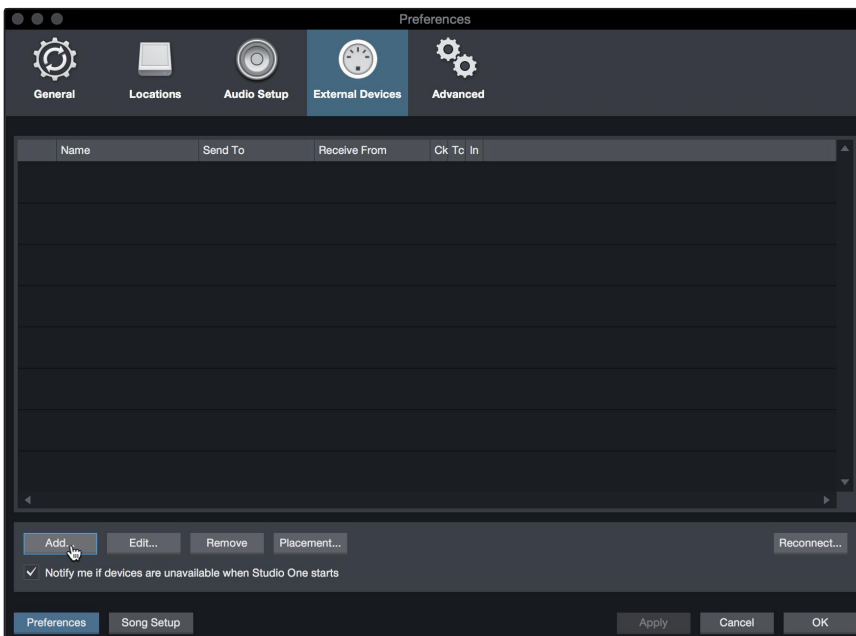 Preferences
General Locations Audio Setup External Devices Advanced
Name Send To Receive From Ck Tc In
Add... Edit... Remove Placement... Reconnect...
Notify me if devices are unavailable when Studio One starts
Preferences Song Setup Apply Cancel OK